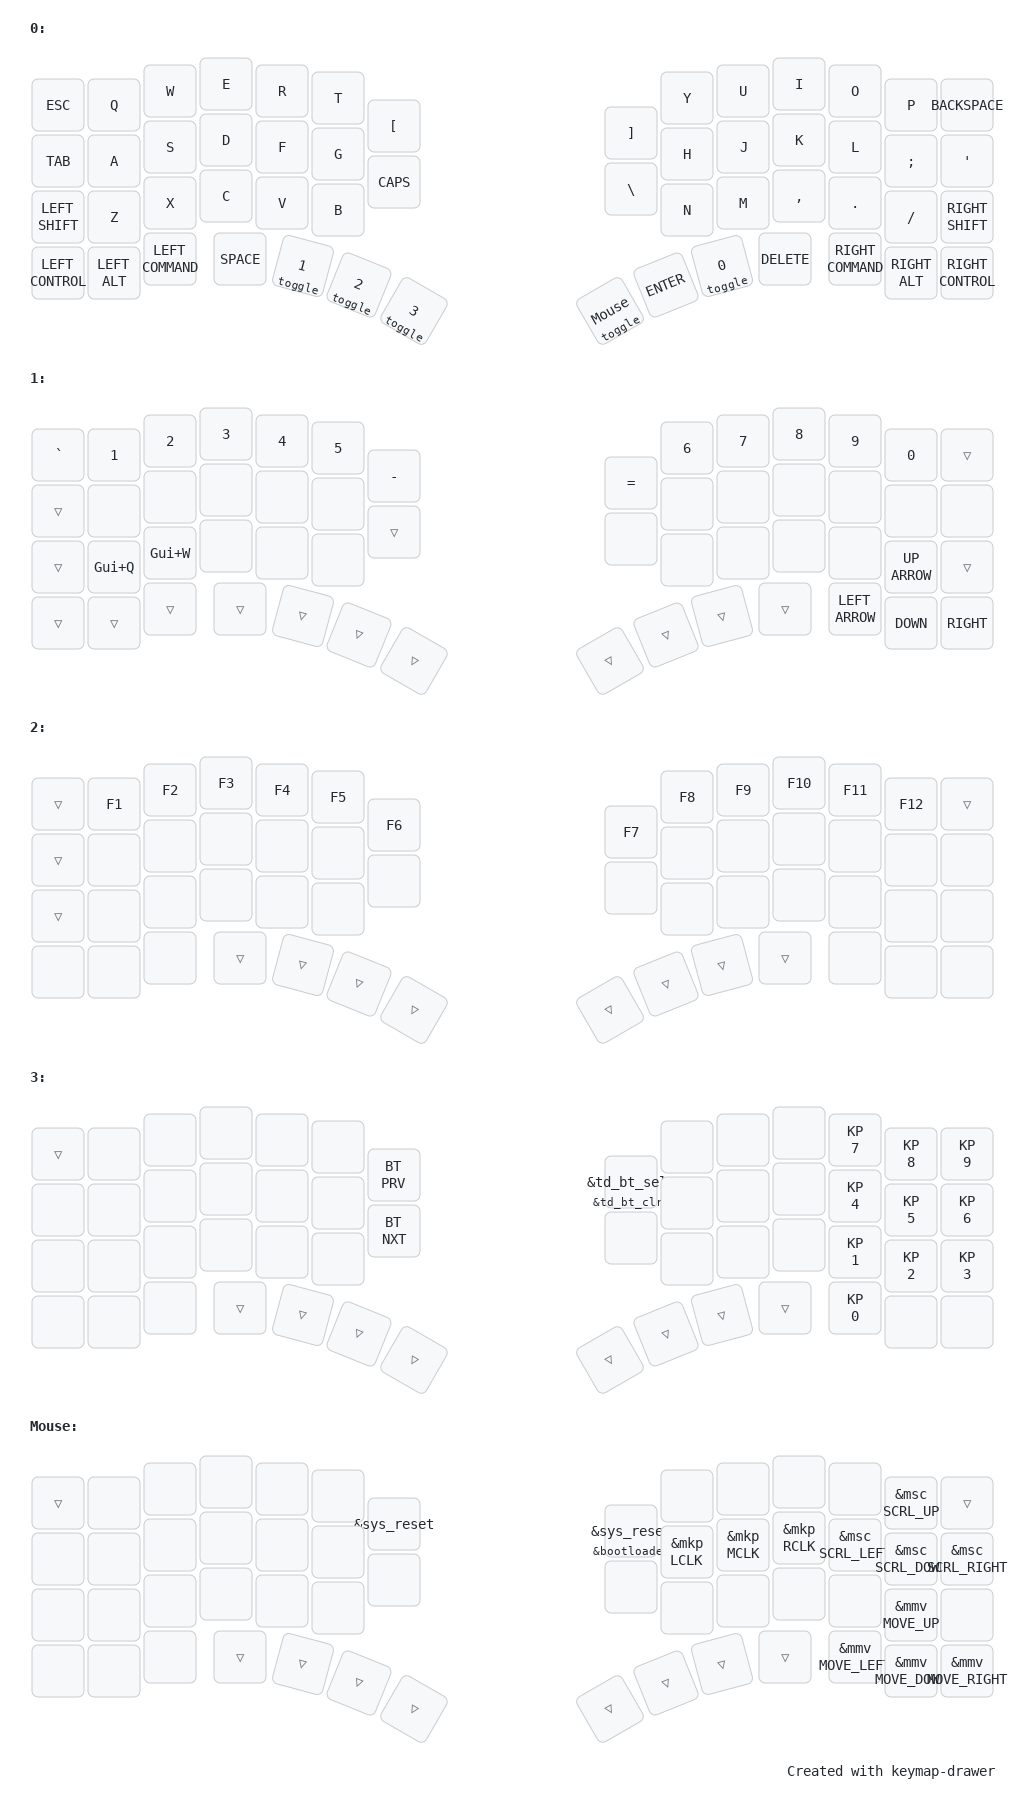 0:
ESC Q W E R T [ ] Y U I O P BACKSPACE
TAB A S D F G CAPS \ H J K L ; '
LEFT SHIFT Z X C V B N M , . / RIGHT SHIFT
LEFT CONTROL LEFT ALT LEFT COMMAND SPACE 1 toggle 2 toggle 3 toggle Mouse toggle ENTER 0 toggle DELETE RIGHT COMMAND RIGHT ALT RIGHT CONTROL
1:
` 1 2 3 4 5 - = 6 7 8 9 0 ▽
▽ ▽
▽ Gui+Q Gui+W UP ARROW ▽
▽ ▽ ▽ ▽ ▽ ▽ ▽ ▽ ▽ ▽ ▽ LEFT ARROW DOWN RIGHT
2:
▽ F1 F2 F3 F4 F5 F6 F7 F8 F9 F10 F11 F12 ▽
▽
▽
▽ ▽ ▽ ▽ ▽ ▽ ▽ ▽
3:
▽ BT PRV &td_bt_sel &td_bt_clr KP 7 KP 8 KP 9
BT NXT KP 4 KP 5 KP 6
KP 1 KP 2 KP 3
▽ ▽ ▽ ▽ ▽ ▽ ▽ ▽ KP 0
Mouse:
▽ &sys_reset &sys_rese &bootloade &msc SCRL_UP ▽
&mkp LCLK &mkp MCLK &mkp RCLK &msc SCRL_LEFT &msc SCRL_DOW &msc SCRL_RIGHT
&mmv MOVE_UP
▽ ▽ ▽ ▽ ▽ ▽ ▽ ▽ &mmv MOVE_LEFT &mmv MOVE_DOW &mmv MOVE_RIGHT
Created with keymap-drawer